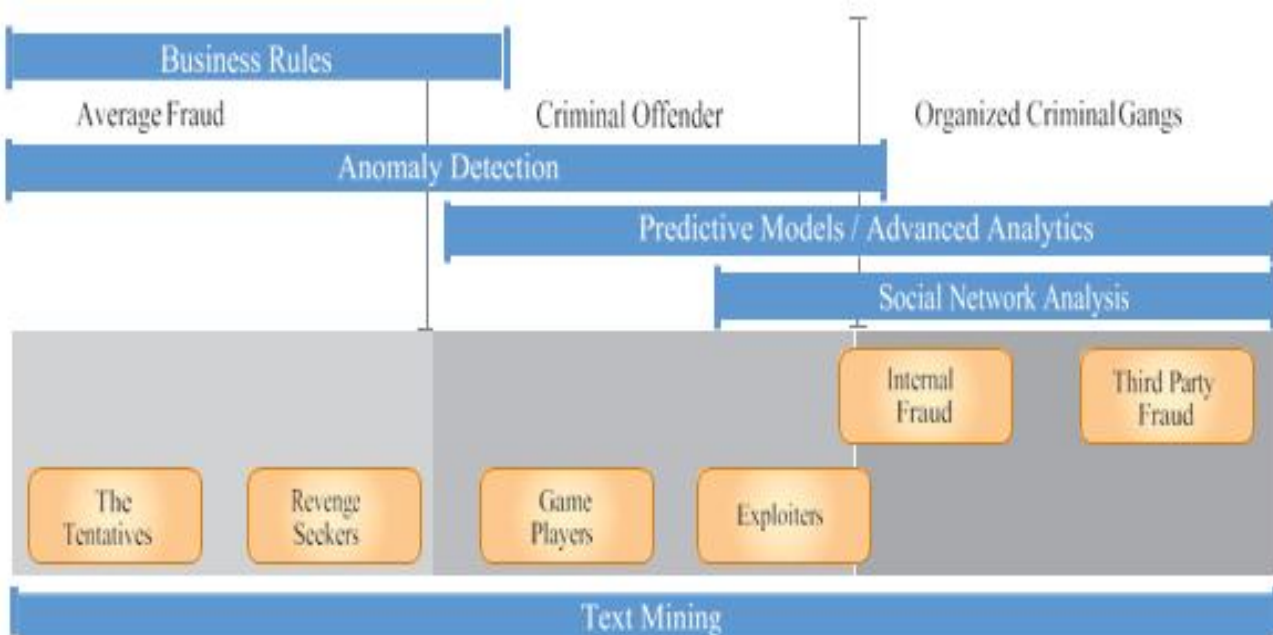 Business Rules
Average Fraud
Criminal Offender
Organized Criminal Gangs
Anomaly Detection
Predictive Models / Advanced Analytics
Social Network Analysis
Internal
Fraud
Third Party
Fraud
The
Tentatives
Revenge
Seekers
Game
Players
Exploiters
Text Mining